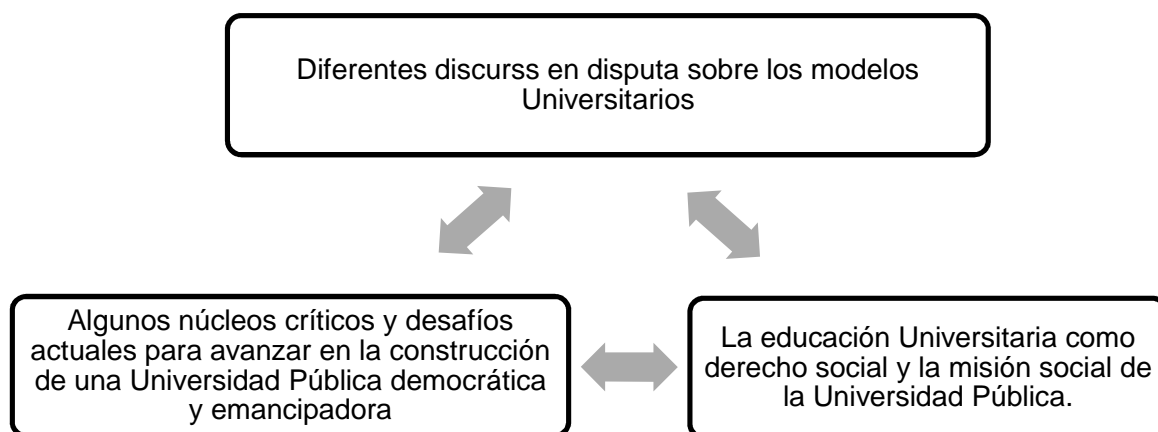 Diferentes discurss en disputa sobre los modelos
Universitarios
Algunos núcleos críticos y desafíos
actuales para avanzar en la construcción
de una Universidad Pública democrática
y emancipadora
La educación Universitaria como
derecho social y la misión social de
la Universidad Pública.